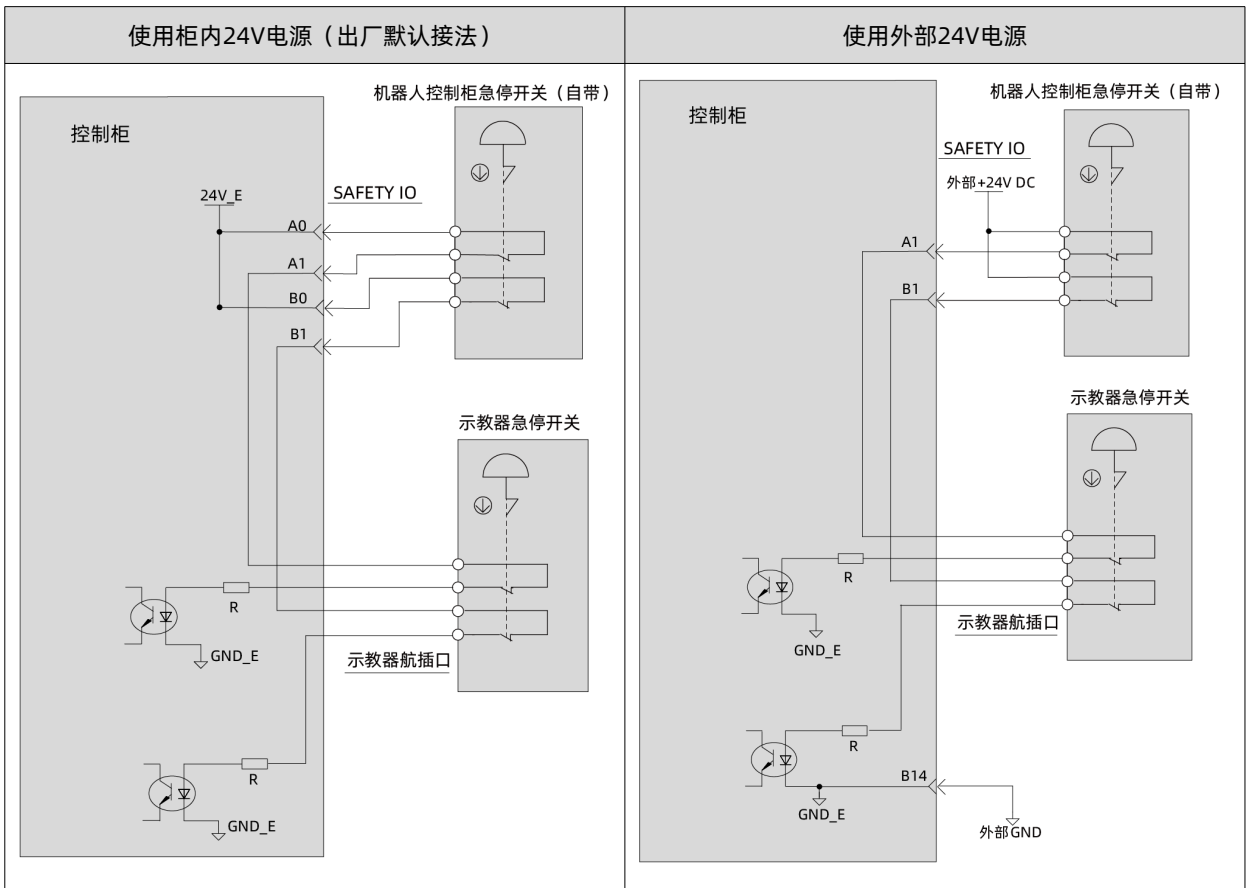 使用柜内24V电源（出厂默认接法）
使用外部24V电源
机器人控制柜急停开关（自带）
控制柜
24V_E
SAFETY IO
A0
A1
B0
B1
示教器急停开关
R
GND_E
示教器航插口
R
GND_E
机器人控制柜急停开关（自带）
控制柜
SAFETY IO
外部+24V DC
A1
B1
示教器急停开关
R
示教器航插口
GND_E
R
B14
GND_E
外部GND